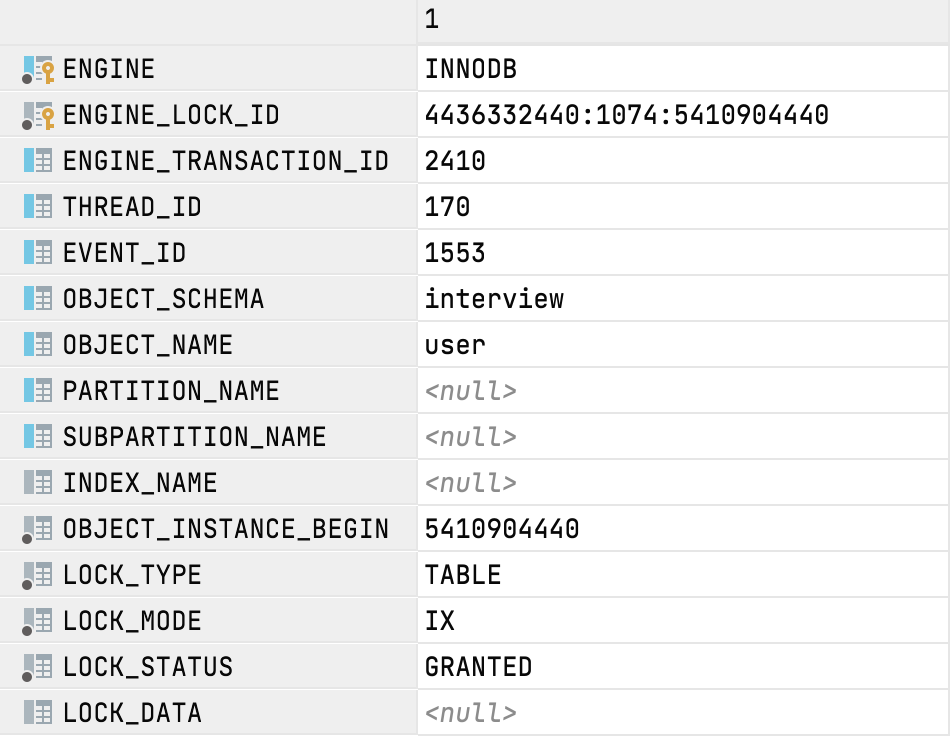 1
ENGINE INNODB
ENGINE_LOCK_ID 4436332440:1074:5410904440
ENGINE_TRANSACTION_ID 2410
THREAD_ID 170
EVENT_ID 1553
OBJECT_SCHEMA interview
OBJECT_NAME user
PARTITION_NAME <null>
SUBPARTITION_NAME <null>
INDEX_NAME <null>
OBJECT_INSTANCE_BEGIN 5410904440
LOCK_TYPE TABLE
LOCK_MODE IX
LOCK_STATUS GRANTED
LOCK_DATA <null>